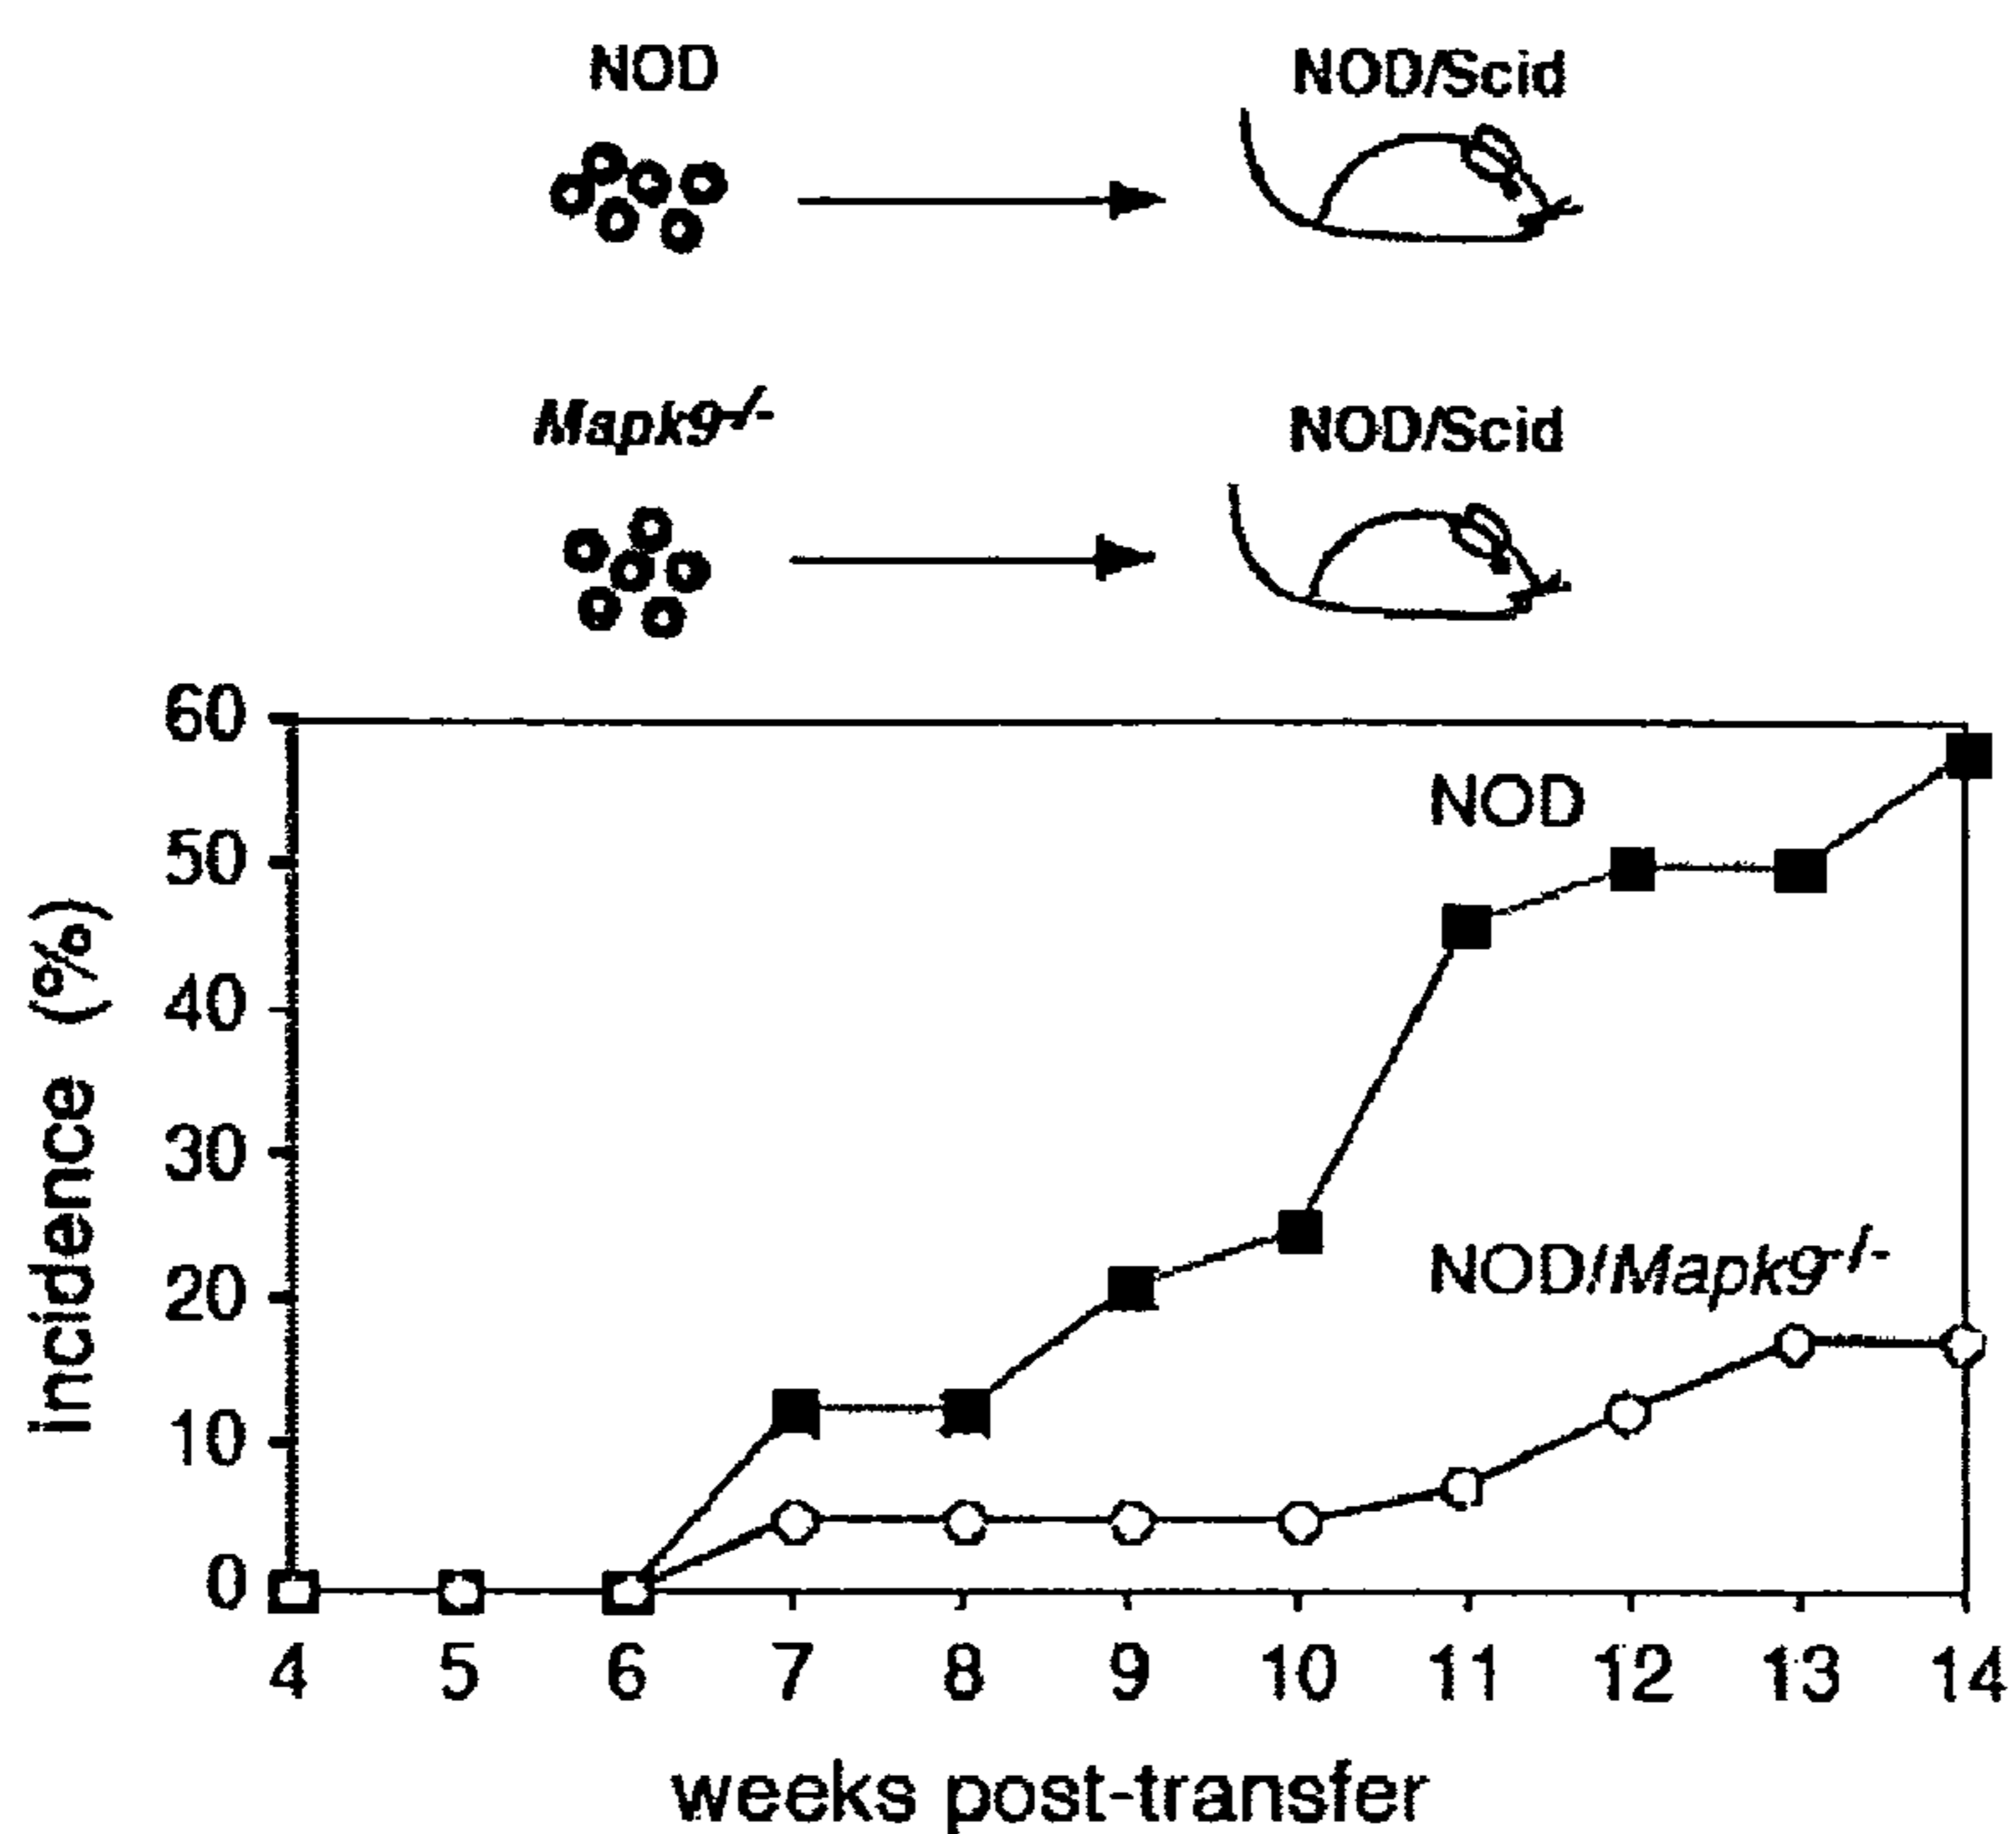 NOD NOD/Scid
Mapk9-/- NOD/Scid
60
50
40
30
20
10
0
incidence (%)
NOD
NOD/Mapk9-/-
4 5 6 7 8 9 10 11 12 13 14
weeks post-transfer